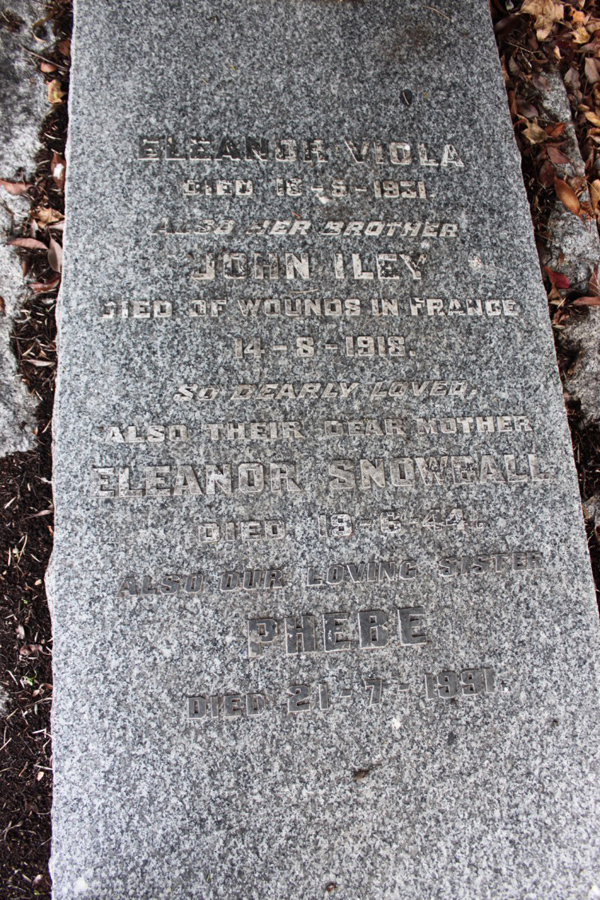 ELEANOR VIOLA
DIED 18-8-1931
ALSO HER BROTHER
JOHN ILEY
DIED OF WOUNDS IN FRANCE
14-8-1918.
SO DEARLY LOVED.
ALSO THEIR DEAR MOTHER
ELEANOR SNOWBALL
DIED 19-6-44.
ALSO OUR LOVING SISTER
PHEBE
DIED 21-7-1991.